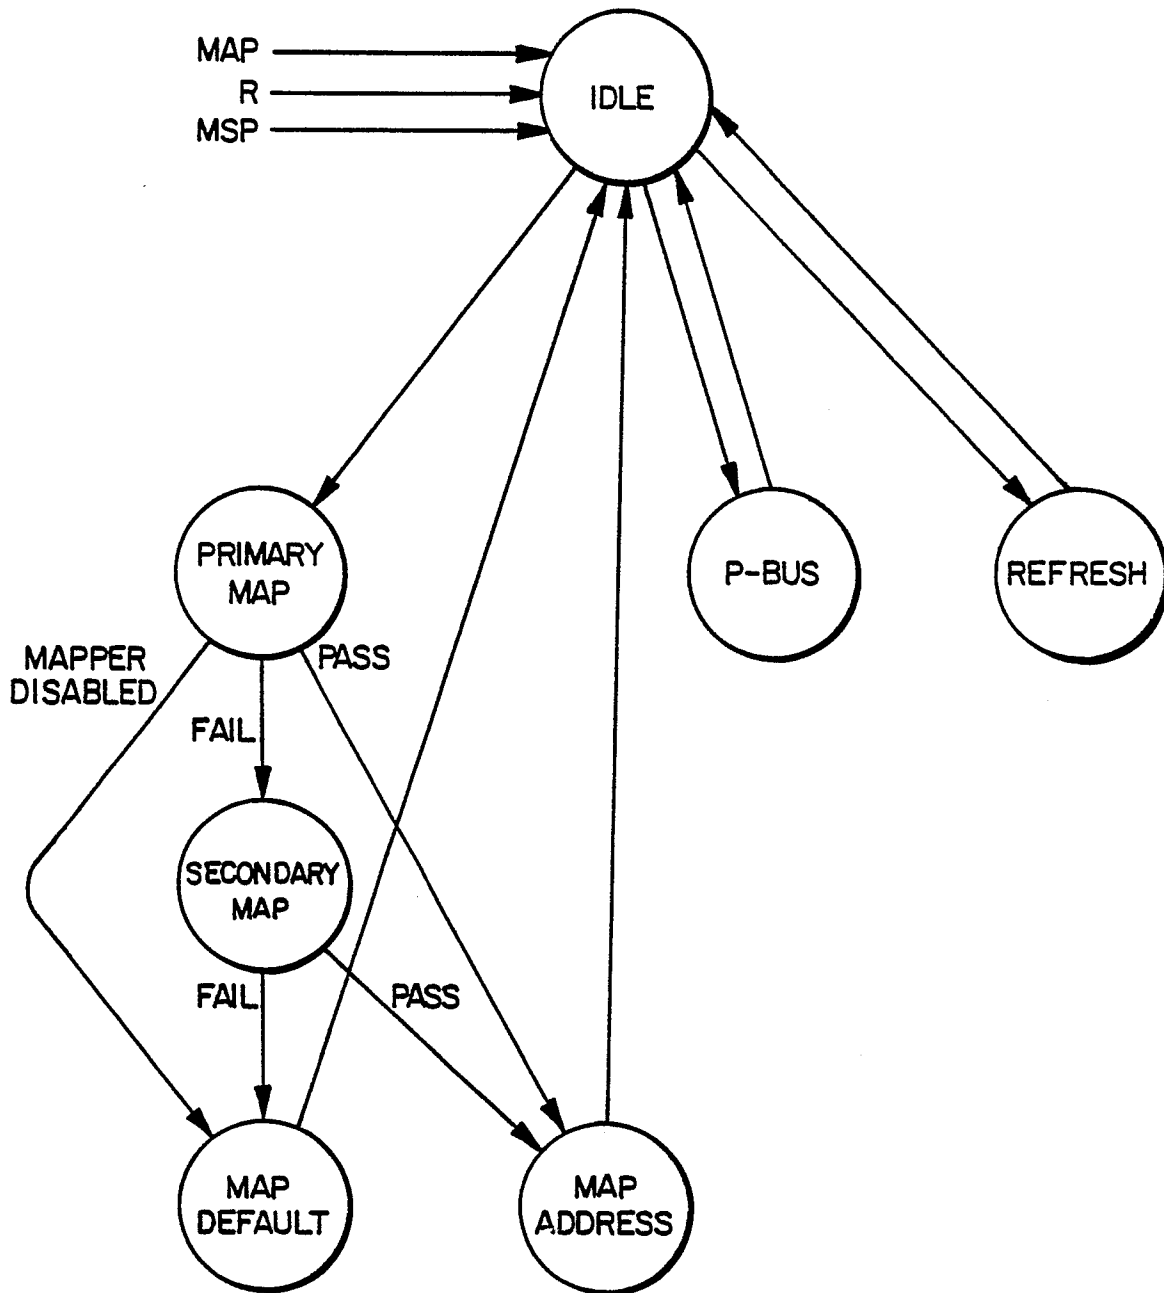 MAP
R
MSP
IDLE
PRIMARY
MAP
P-BUS
REFRESH
MAPPER
DISABLED
PASS
FAIL
SECONDARY
MAP
FAIL
PASS
MAP
DEFAULT
MAP
ADDRESS